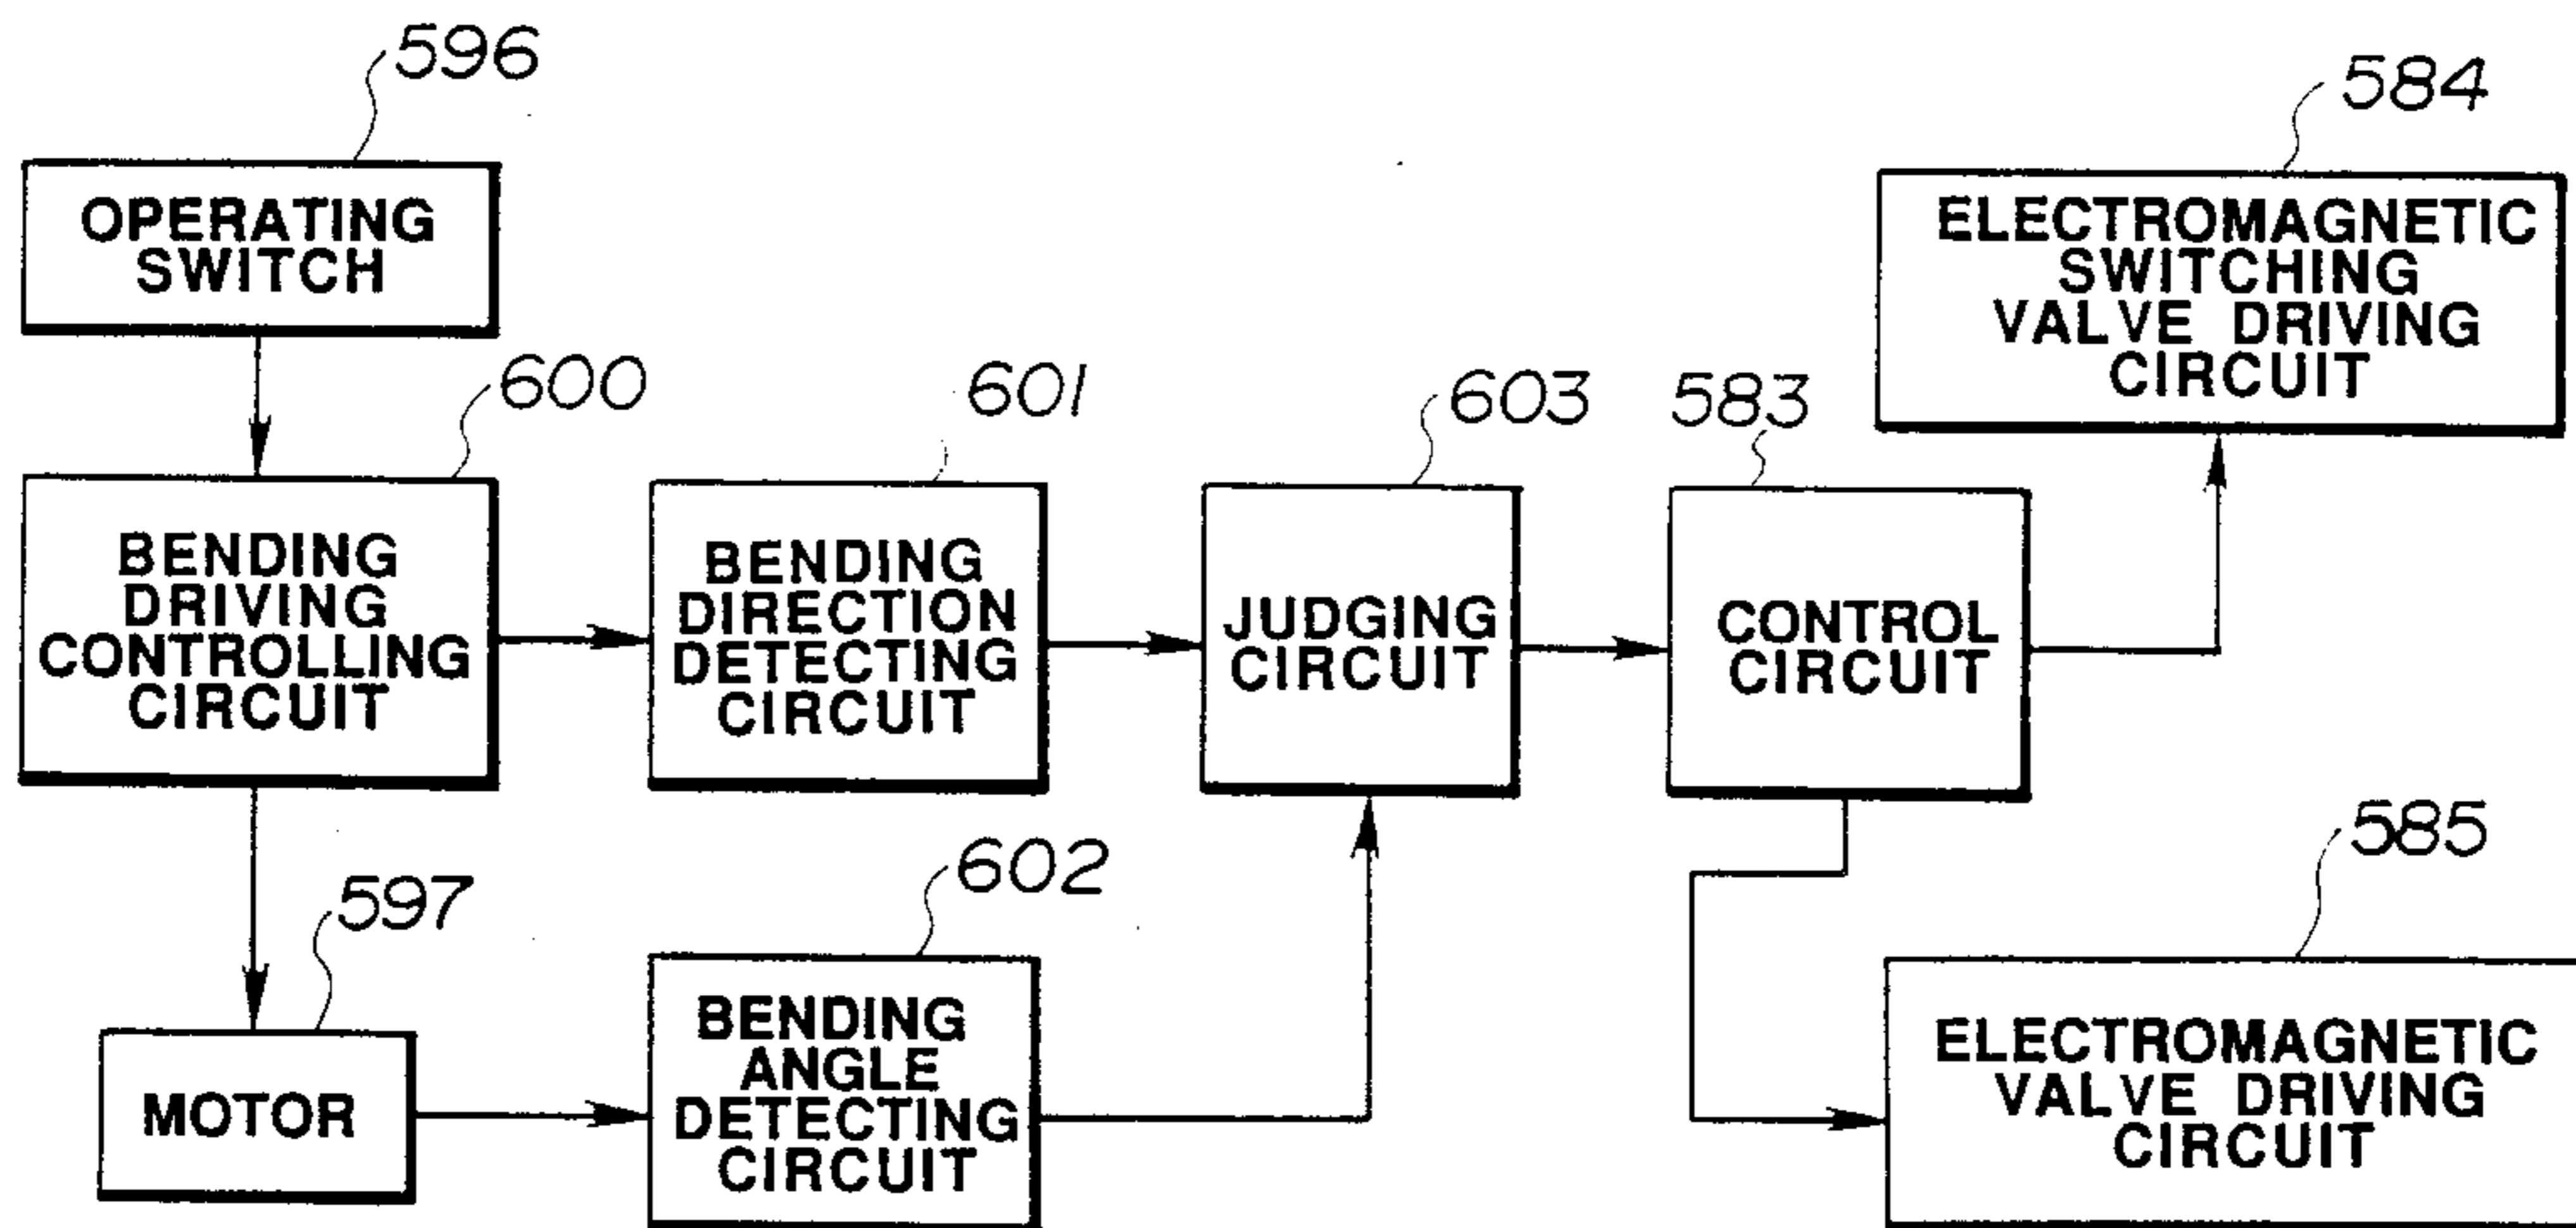 596
OPERATING
SWITCH
584
ELECTROMAGNETIC
SWITCHING
VALVE DRIVING
CIRCUIT
600
BENDING
DRIVING
CONTROLLING
CIRCUIT
601
BENDING
DIRECTION
DETECTING
CIRCUIT
603
JUDGING
CIRCUIT
583
CONTROL
CIRCUIT
597
MOTOR
602
BENDING
ANGLE
DETECTING
CIRCUIT
585
ELECTROMAGNETIC
VALVE DRIVING
CIRCUIT